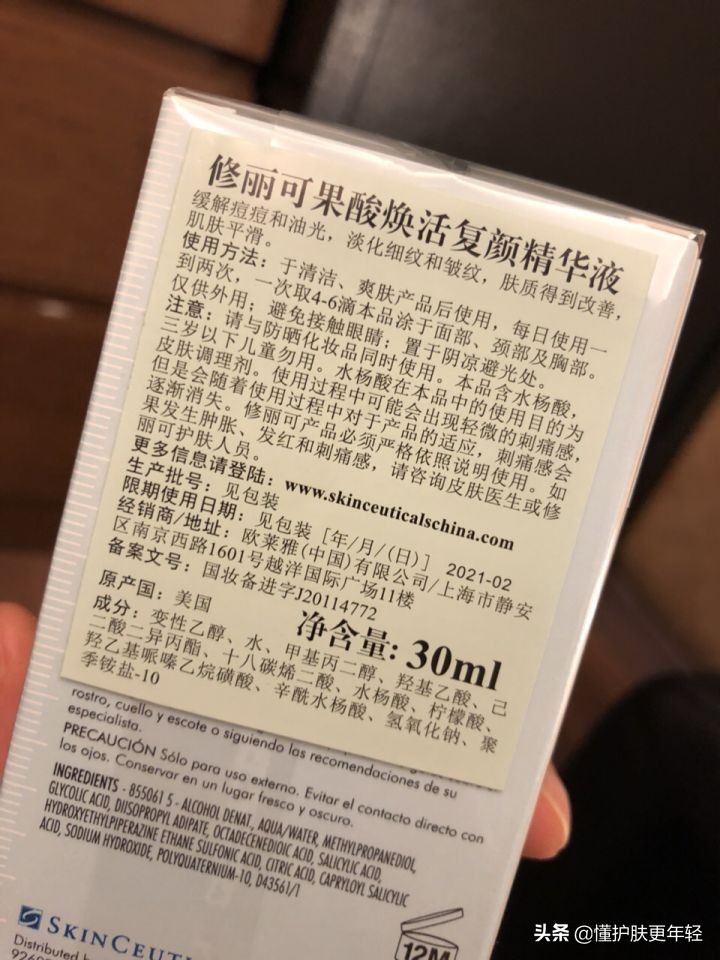 修丽可果酸焕活复颜精华液
缓解痘痘和油光，淡化细纹和皱纹，肤质得到改善，
肌肤平滑。
使用方法：于清洁、爽肤产品后使用，每日使用一
到两次，一次取4-6滴本品涂于面部、颈部及胸部。
仅供外用；避免接触眼睛；置于阴凉避光处。
注意：请与防晒化妆品同时使用。本品含水杨酸，
三岁以下儿童勿用。水杨酸在本品中的使用目的为
皮肤调理剂。使用过程中可能会出现轻微的刺痛感，
但是会随着使用过程中对于产品的适应，刺痛感会
逐渐消失。修丽可产品必须严格依照说明使用。如
果发生肿胀、发红和刺痛感，请咨询皮肤医生或修
丽可护肤人员。
更多信息请登陆：www.skinceuticalschina.com
生产批号：见包装
限期使用日期：见包装 [年/月/(日)] 2021-02
经销商/地址：欧莱雅(中国)有限公司/上海市静安
区南京西路1601号越洋国际广场11楼
备案文号：国妆备进字J20114772
原产国：美国 净含量：30ml
成分：变性乙醇、水、甲基丙二醇、羟基乙酸、己
二酸二异丙酯、十八碳烯二酸、水杨酸、柠檬酸、
羟乙基哌嗪乙烷磺酸、辛酰水杨酸、氢氧化钠、聚
季铵盐-10
rostro, cuello y escote o siguiendo las recomendaciones de su
especialista.
PRECAUCIÓN Sólo para uso externo. Evitar el contacto directo con
los ojos. Conservar en un lugar fresco y oscuro.
INGREDIENTS - 855061 5 - ALCOHOL DENAT., AQUA/WATER, METHYLPROPANEDIOL,
GLYCOLIC ACID, DIISOPROPYL ADIPATE, OCTADECENEDIOIC ACID, SALICYLIC ACID,
HYDROXYETHYLPIPERAZINE ETHANE SULFONIC ACID, CITRIC ACID, CAPRYLOYL SALICYLIC
ACID, SODIUM HYDROXIDE, POLYQUATERNIUM-10, D43561/1
SKINCEUTI
Distributed b
12M
头条 @懂护肤更年轻